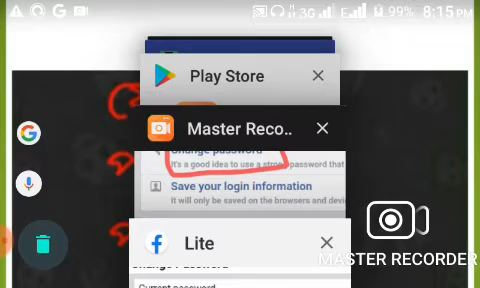 3G E 99% 8:15PM
Play Store
Master Reco..
Change password
It's a good idea to use a strong password that
Save your login information
It will only be saved on the browsers and devic
MASTER RECORDER
Lite
Change Password
Current password